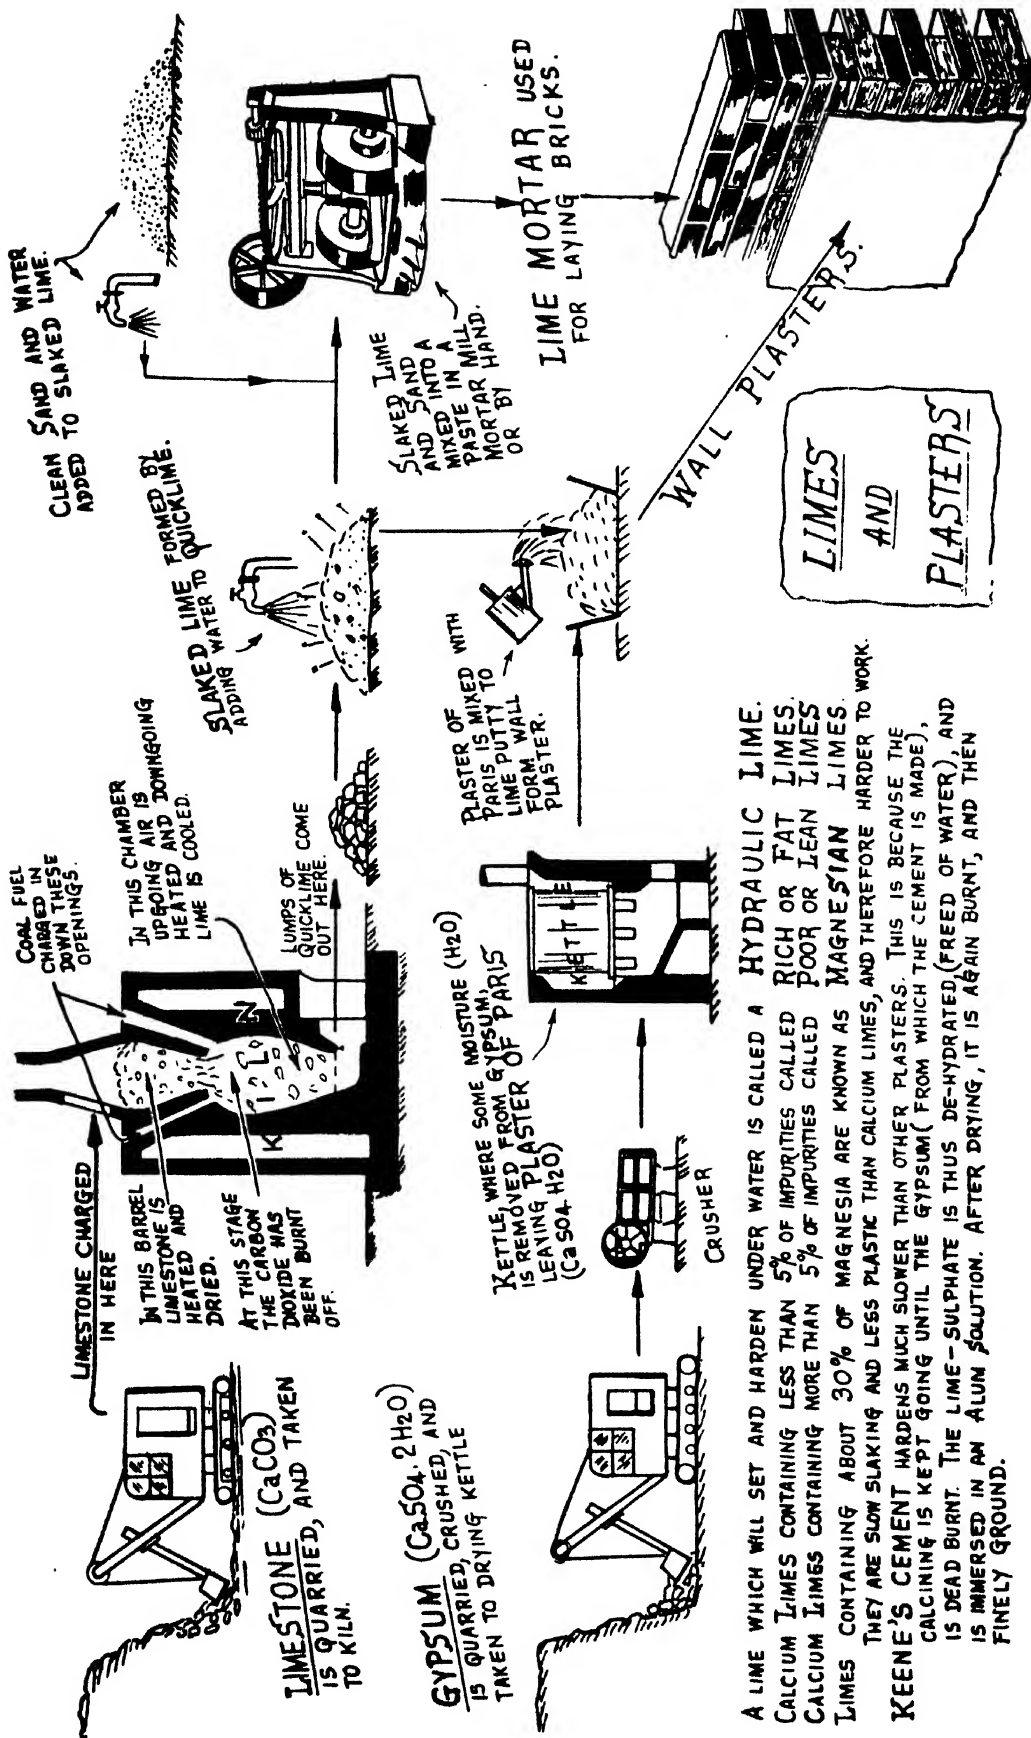 LIMESTONE CHARGED
IN HERE
COAL FUEL
CHARGED IN
DOWN THESE
OPENINGS.
IN THIS BARREL
LIMESTONE IS
HEATED AND
DRIED.
AT THIS STAGE
THE CARBON
DIOXIDE HAS
BEEN BURNT
OFF.
KILN
IN THIS CHAMBER
UPGOING AIR IS
HEATED AND DOWNGOING
LIME IS COOLED.
LUMPS OF
QUICKLIME COME
OUT HERE.
SLAKED LIME FORMED BY
ADDING WATER TO QUICKLIME.
CLEAN SAND AND WATER
ADDED TO SLAKED LIME.
SLAKED LIME
AND SAND
MIXED INTO A
PASTE IN A
MORTAR MILL
OR BY HAND.
LIME MORTAR USED
FOR LAYING BRICKS.
LIMESTONE (CaCO3)
IS QUARRIED, AND TAKEN
TO KILN.
GYPSUM (CaSO4. 2H2O)
IS QUARRIED, CRUSHED, AND
TAKEN TO DRYING KETTLE
CRUSHER
KETTLE, WHERE SOME MOISTURE (H2O)
IS REMOVED FROM GYPSUM,
LEAVING PLASTER OF PARIS
(CaSO4 H2O)
KETTLE
PLASTER OF
PARIS IS MIXED WITH
LIME PUTTY TO
FORM WALL
PLASTER.
WALL PLASTERS.
LIMES
AND
PLASTERS
A LIME WHICH WILL SET AND HARDEN UNDER WATER IS CALLED A HYDRAULIC LIME.
CALCIUM LIMES CONTAINING LESS THAN 5% OF IMPURITIES CALLED RICH OR FAT LIMES.
CALCIUM LIMES CONTAINING MORE THAN 5% OF IMPURITIES CALLED POOR OR LEAN LIMES
LIMES CONTAINING ABOUT 30% OF MAGNESIA ARE KNOWN AS MAGNESIAN LIMES.
THEY ARE SLOW SLAKING AND LESS PLASTIC THAN CALCIUM LIMES, AND THEREFORE HARDER TO WORK.
KEENE'S CEMENT HARDENS MUCH SLOWER THAN OTHER PLASTERS. THIS IS BECAUSE THE
CALCINING IS KEPT GOING UNTIL THE GYPSUM (FROM WHICH THE CEMENT IS MADE),
IS DEAD BURNT. THE LIME-SULPHATE IS THUS DE-HYDRATED (FREED OF WATER), AND
IS IMMERSED IN AN ALUM SOLUTION. AFTER DRYING, IT IS AGAIN BURNT, AND THEN
FINELY GROUND.